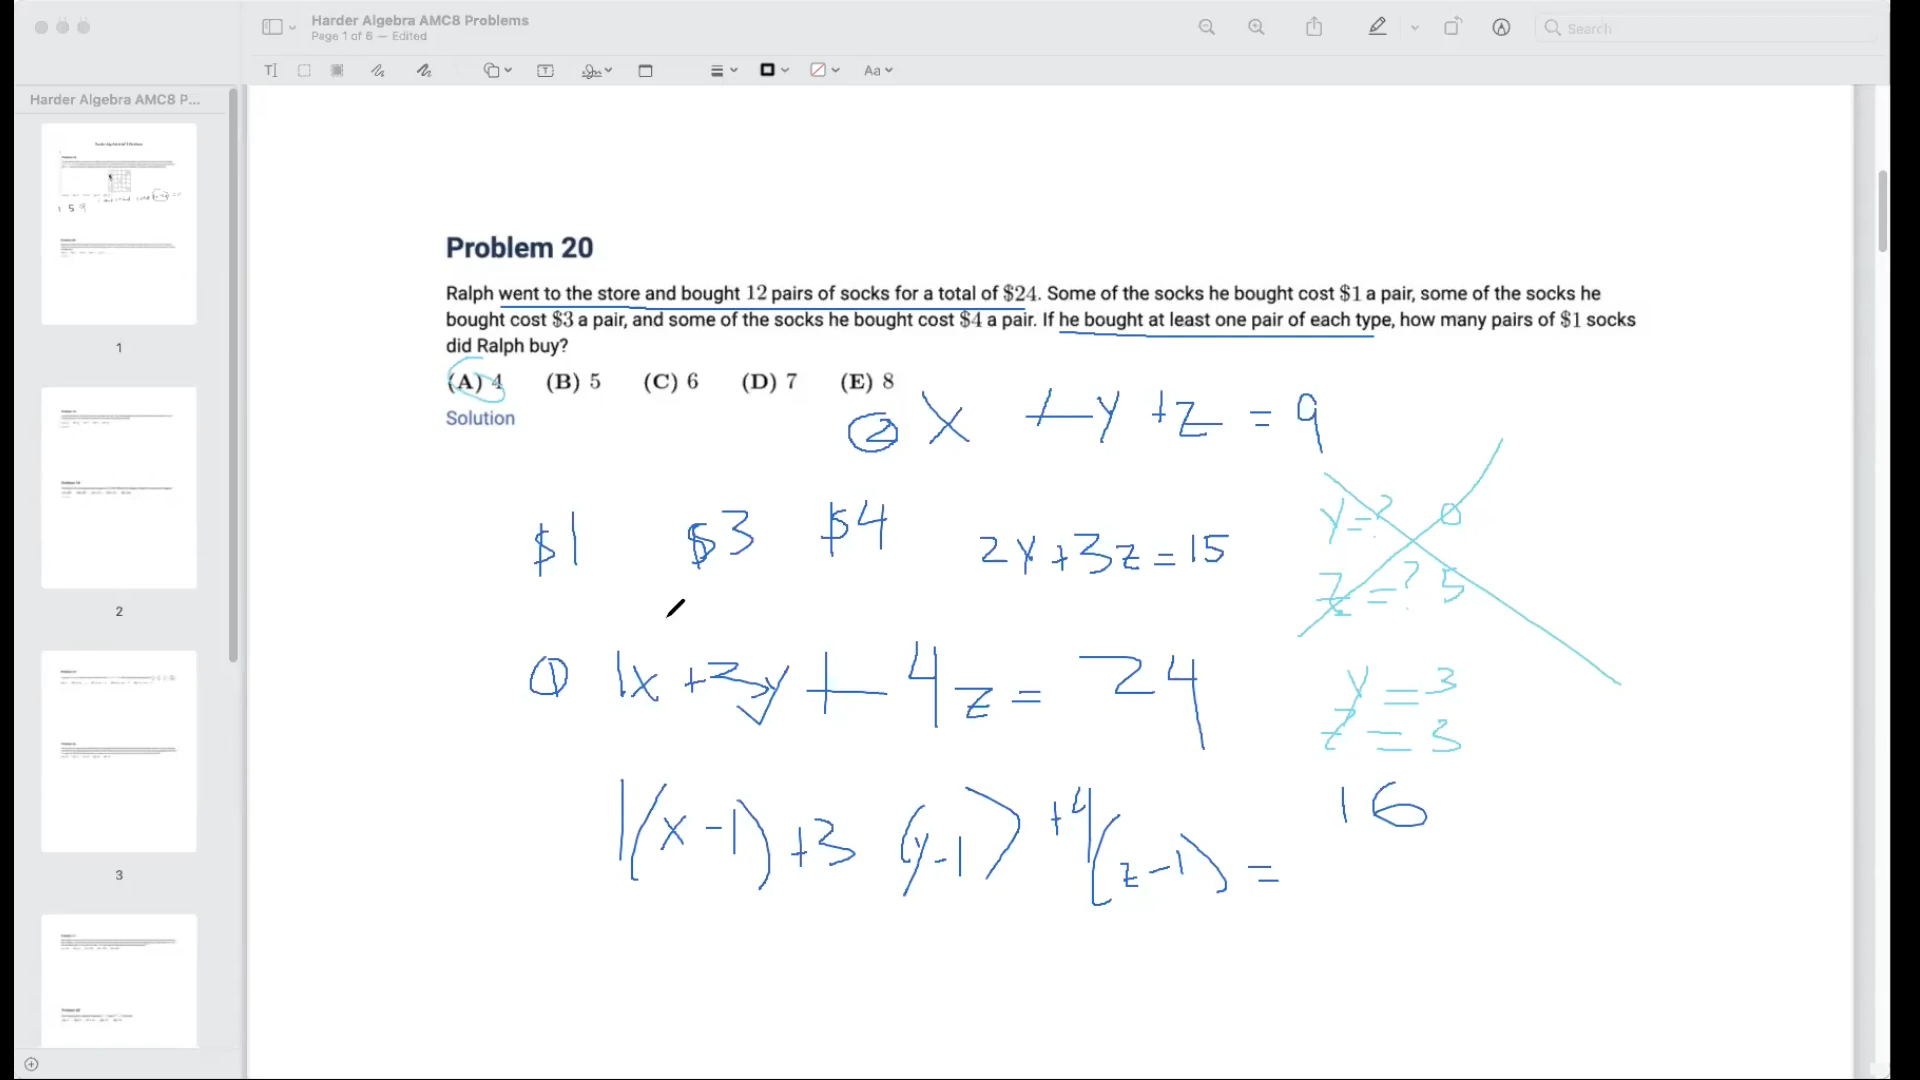 Harder Algebra AMC8 Problems
Page 1 of 8 — Edited
Search
Aa
Harder Algebra AMC8 P...
1
2
3
Problem 20
Ralph went to the store and bought 12 pairs of socks for a total of $24. Some of the socks he bought cost $1 a pair, some of the socks he
bought cost $3 a pair, and some of the socks he bought cost $4 a pair. If he bought at least one pair of each type, how many pairs of $1 socks
did Ralph buy?
(A) 4 (B) 5 (C) 6 (D) 7 (E) 8
Solution
② x + y + z = 9
$1 $3 $4
2y + 3z = 15
y = ? 0
z = ? 5
① 1x + 3y + 4z = 24
y = 3
z = 3
1(x - 1) + 3 (y - 1) + 4(z - 1) = 16